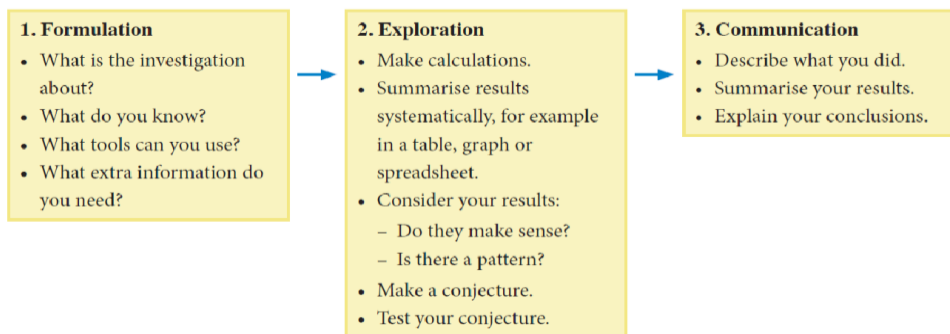 1. Formulation
• What is the investigation
about?
• What do you know?
• What tools can you use?
• What extra information do
you need?
2. Exploration
• Make calculations.
• Summarise results
systematically, for example
in a table, graph or
spreadsheet.
• Consider your results:
– Do they make sense?
– Is there a pattern?
• Make a conjecture.
• Test your conjecture.
3. Communication
• Describe what you did.
• Summarise your results.
• Explain your conclusions.